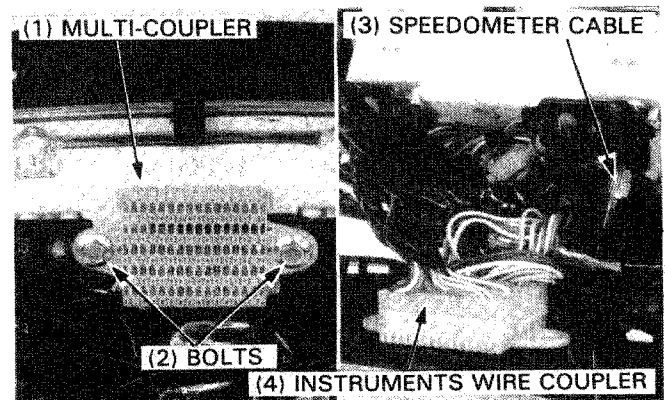 (1) MULTI-COUPLER
(3) SPEEDOMETER CABLE
(2) BOLTS
(4) INSTRUMENTS WIRE COUPLER